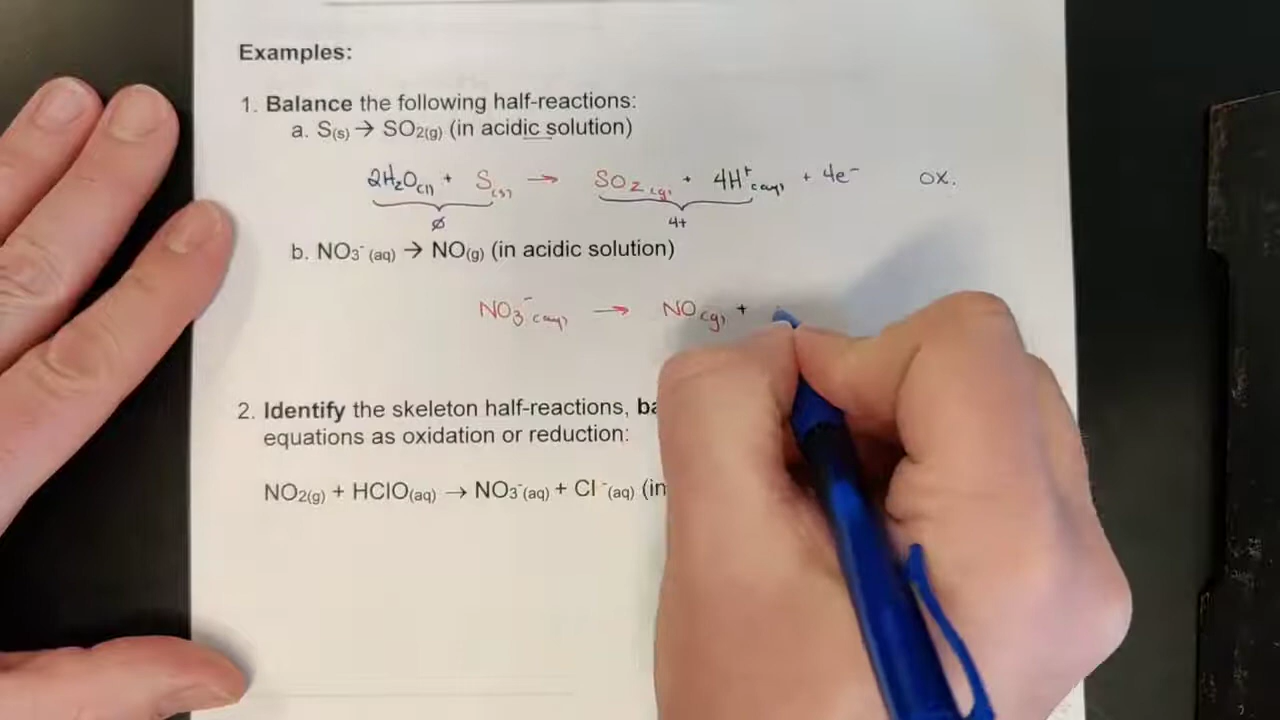 Examples:
1. Balance the following half-reactions:
a. S(s) → SO2(g) (in acidic solution)
2H₂O(l) + S(s) → SO2(g) + 4H⁺(aq) + 4e⁻ OX.
ø 4+
b. NO3⁻(aq) → NO(g) (in acidic solution)
NO3⁻(aq) → NO(g) +
2. Identify the skeleton half-reactions,
equations as oxidation or reduction:
NO2(g) + HClO(aq) → NO3⁻(aq) + Cl⁻(aq) (in